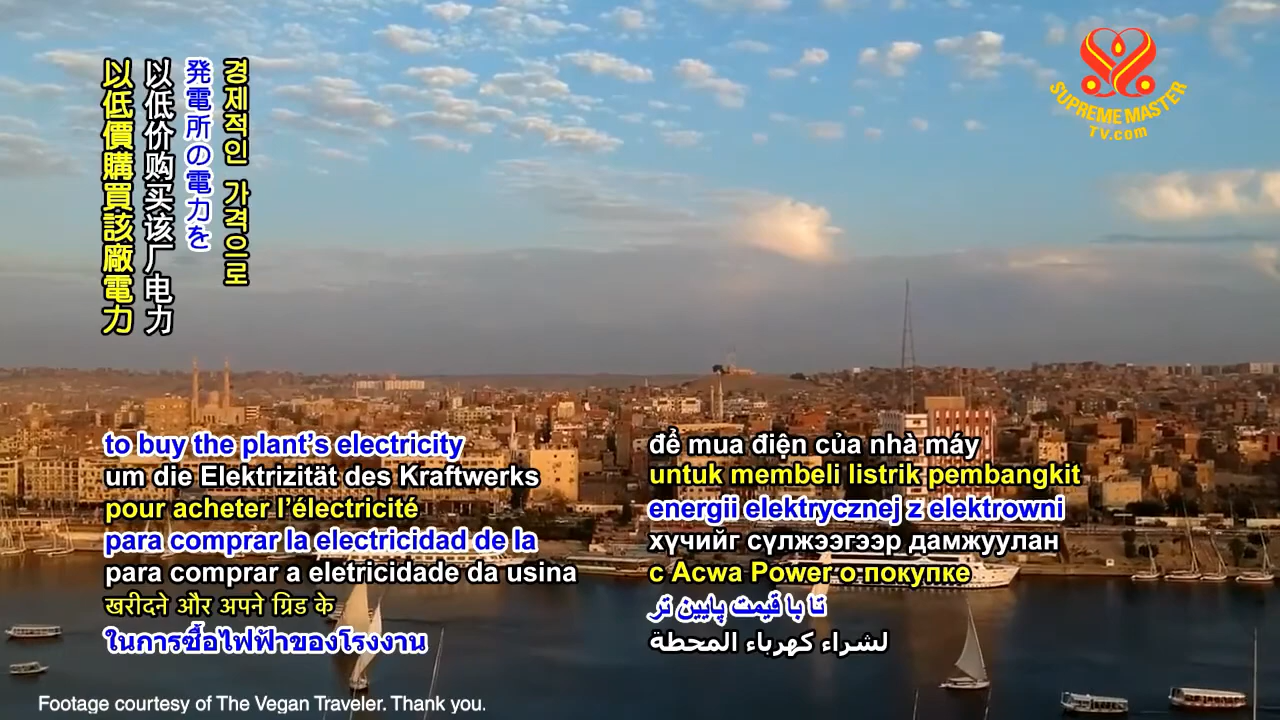 以低價購買該廠電力
以低价购买该厂电力
発電所の電力を
경제적인 가격으로
SUPREME MASTER
TV.com
to buy the plant’s electricity
um die Elektrizität des Kraftwerks
pour acheter l’électricité
para comprar la electricidad de la
para comprar a eletricidade da usina
खरीदने और अपने ग्रिड के
ในการซื้อไฟฟ้าของโรงงาน
để mua điện của nhà máy
untuk membeli listrik pembangkit
energii elektrycznej z elektrowni
хүчийг сүлжээгээр дамжуулан
с Acwa Power о покупке
تا با قیمت پایین تر
لشراء كهرباء المحطة
Footage courtesy of The Vegan Traveler. Thank you.